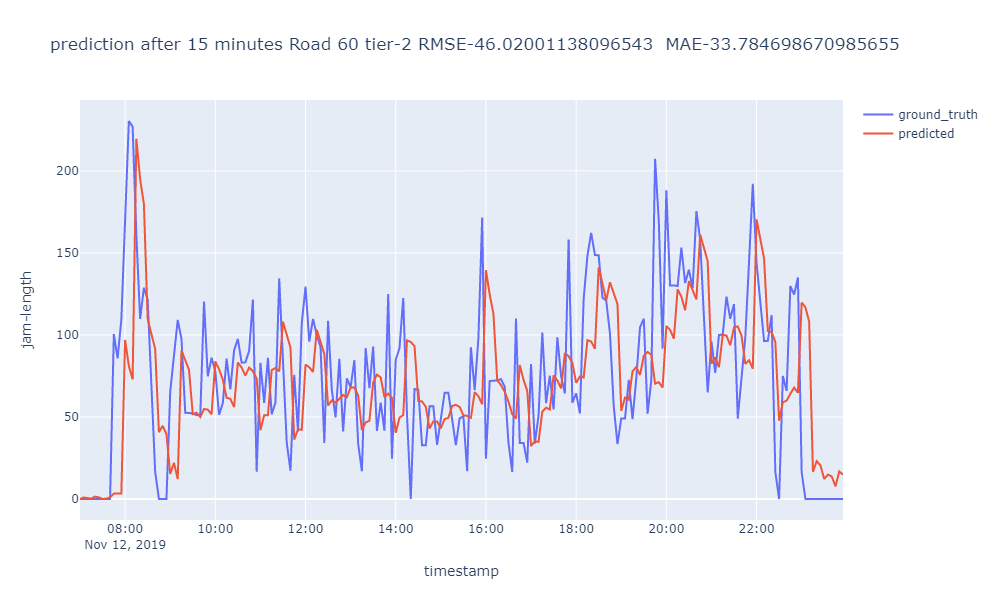 prediction after 15 minutes Road 60 tier-2 RMSE-46.02001138096543  MAE-33.784698670985655
ground_truth
predicted
200
150
100
50
0
jam-length
08:00 10:00 12:00 14:00 16:00 18:00 20:00 22:00
Nov 12, 2019
timestamp